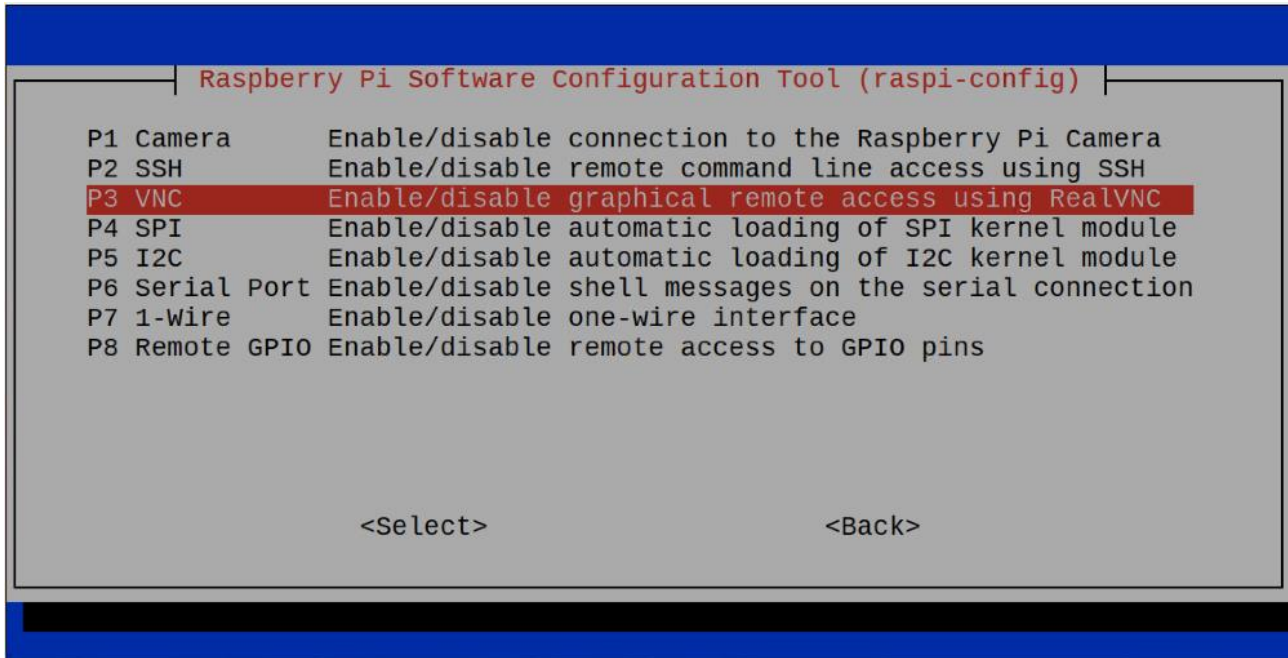 Raspberry Pi Software Configuration Tool (raspi-config)
P1 Camera Enable/disable connection to the Raspberry Pi Camera
P2 SSH Enable/disable remote command line access using SSH
P3 VNC Enable/disable graphical remote access using RealVNC
P4 SPI Enable/disable automatic loading of SPI kernel module
P5 I2C Enable/disable automatic loading of I2C kernel module
P6 Serial Port Enable/disable shell messages on the serial connection
P7 1-Wire Enable/disable one-wire interface
P8 Remote GPIO Enable/disable remote access to GPIO pins
<Select> <Back>